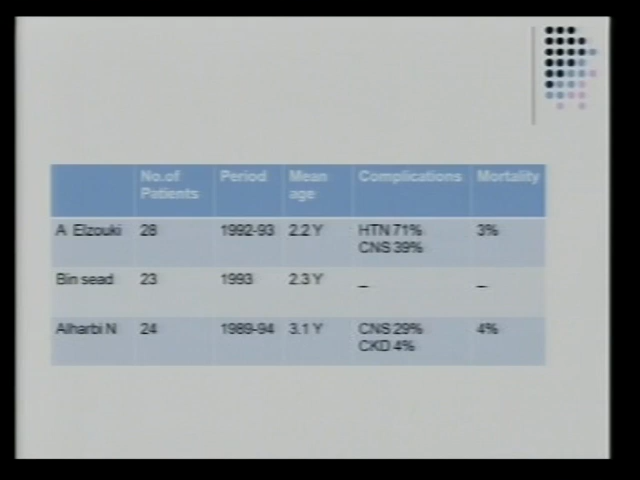 No.of Patients Period Mean age Complications Mortality
A Elzouki 28 1992-93 2.2 Y HTN 71% CNS 39% 3%
Bin sead 23 1993 2.3 Y _ _
Alharbi N 24 1989-94 3.1 Y CNS 29% CKD 4% 4%